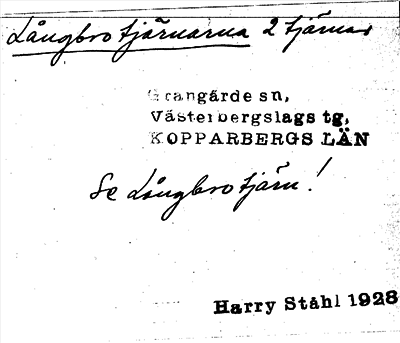 Långbrotjärnarna 2 tjärnar
Grangärde sn,
Västerbergslags tg,
KOPPARBERGS LÄN
Se Långbrotjärn!
Harry Ståhl 1928